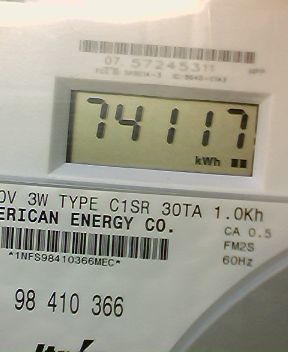 07. 57245311
74117
kWh
0V 3W TYPE C1SR 30TA 1.0Kh
ERICAN ENERGY CO.
CA 0.5
FM2S
*1NFS98410366MEC*
60Hz
98 410 366